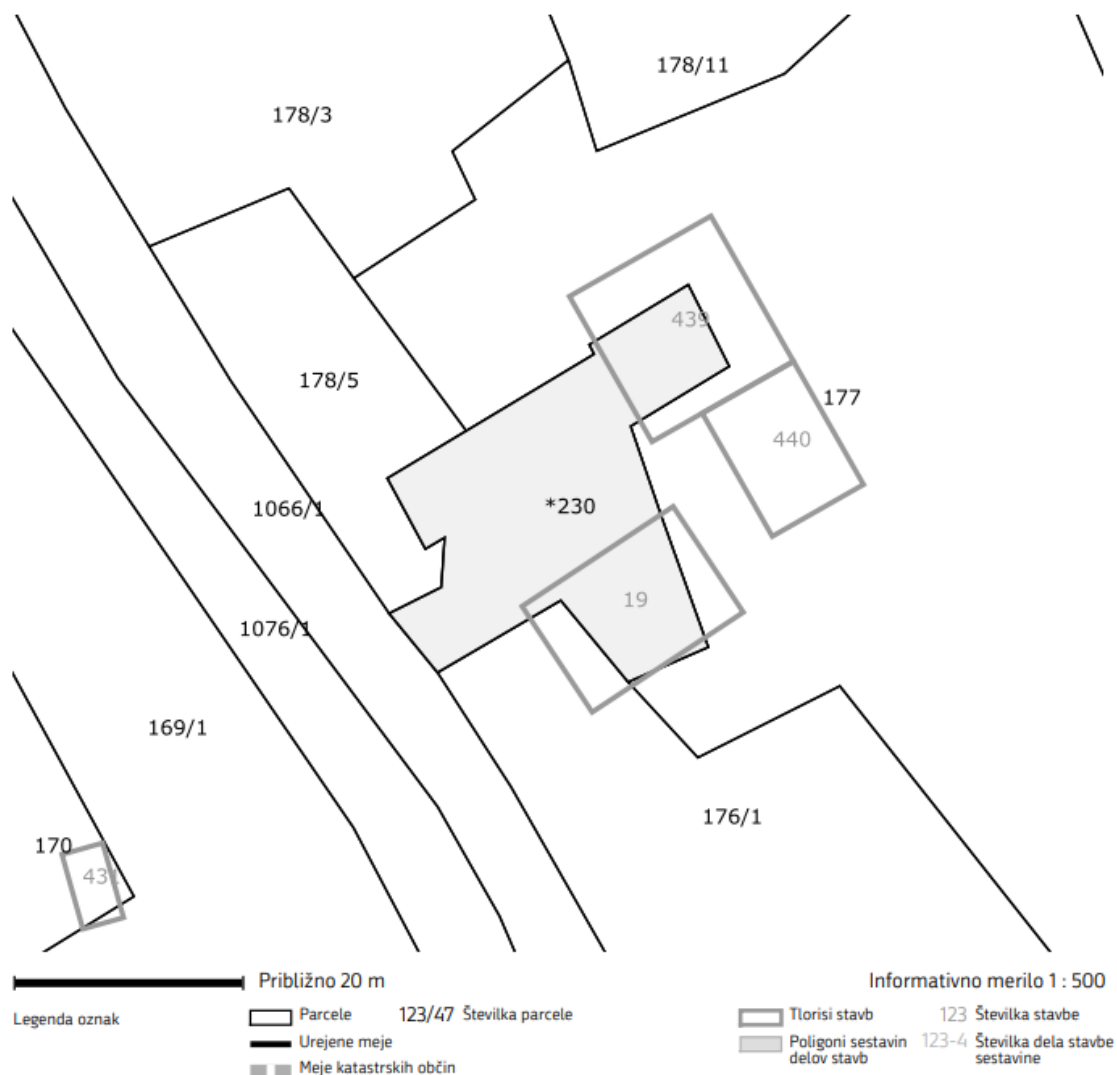 178/11
178/3
439
178/5
177
440
1066/1
*230
19
1076/1
169/1
176/1
170
431
Približno 20 m
Informativno merilo 1 : 500
Legenda oznak
Parcele
123/47 Številka parcele
Urejene meje
Meje katastrskih občin
Tlorisi stavb
Poligoni sestavin
delov stavb
123 Številka stavbe
123-4 Številka dela stavbe
sestavine